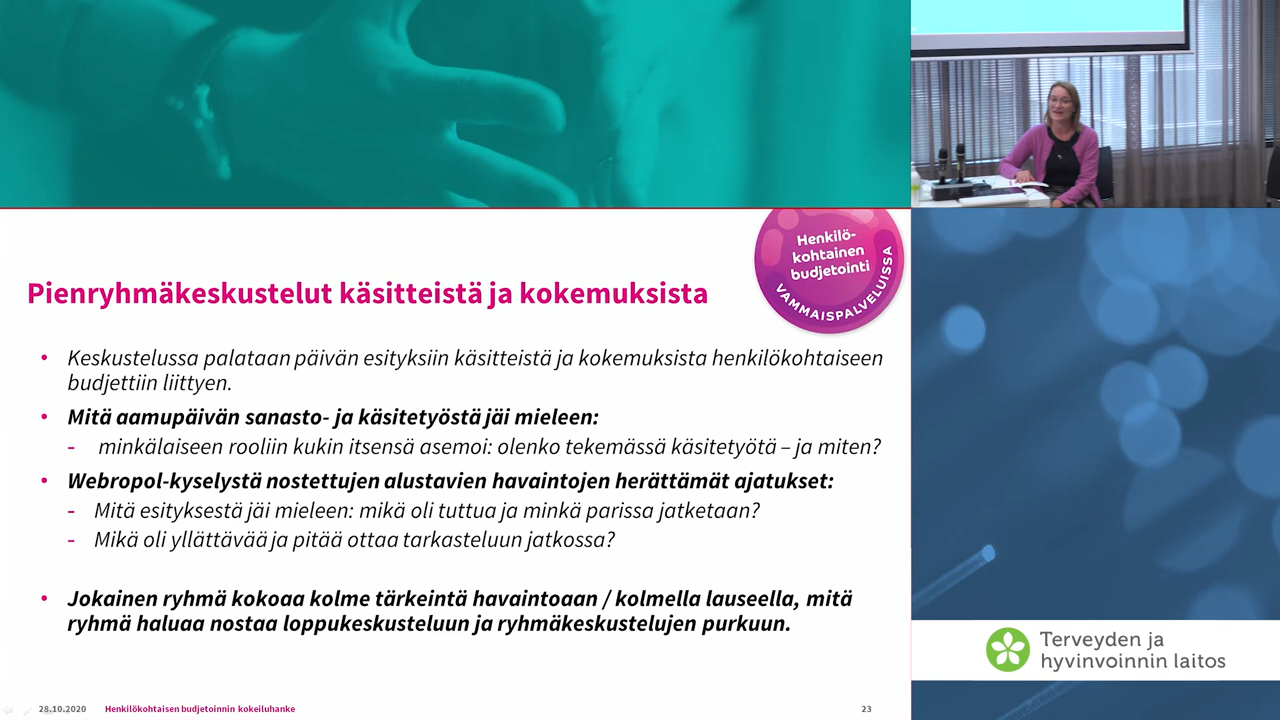 Henkilö-
kohtainen
budjetointi
VAMMAISPALVELUISSA
Pienryhmäkeskustelut käsitteistä ja kokemuksista
• Keskustelussa palataan päivän esityksiin käsitteistä ja kokemuksista henkilökohtaiseen
budjettiin liittyen.
• Mitä aamupäivän sanasto- ja käsitetyöstä jäi mieleen:
- minkälaiseen rooliin kukin itsensä asemoi: olenko tekemässä käsitetyötä – ja miten?
• Webropol-kyselystä nostettujen alustavien havaintojen herättämät ajatukset:
- Mitä esityksestä jäi mieleen: mikä oli tuttua ja minkä parissa jatketaan?
- Mikä oli yllättävää ja pitää ottaa tarkasteluun jatkossa?
• Jokainen ryhmä kokoaa kolme tärkeintä havaintoaan / kolmella lauseella, mitä
ryhmä haluaa nostaa loppukeskusteluun ja ryhmäkeskustelujen purkuun.
28.10.2020 Henkilökohtaisen budjetoinnin kokeiluhanke 23
Terveyden ja
hyvinvoinnin laitos